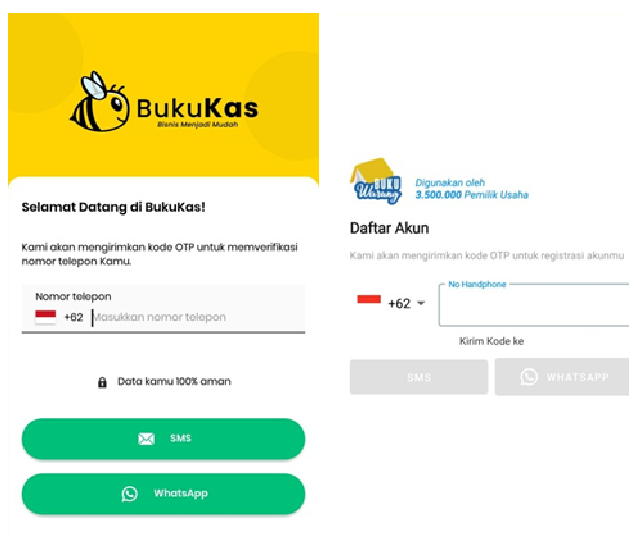 BukuKas
Bisnis Menjadi Mudah
Selamat Datang di BukuKas!
Kami akan mengirimkan kode OTP untuk memverifikasi
nomor telepon Kamu.
Nomor telepon
+62 Masukkan nomor telepon
Data kamu 100% aman
SMS
WhatsApp
BUKU
Warung
Digunakan oleh
3.500.000 Pemilik Usaha
Daftar Akun
Kami akan mengirimkan kode OTP untuk registrasi akunmu
No Handphone
+62
Kirim Kode ke
SMS
WHATSAPP